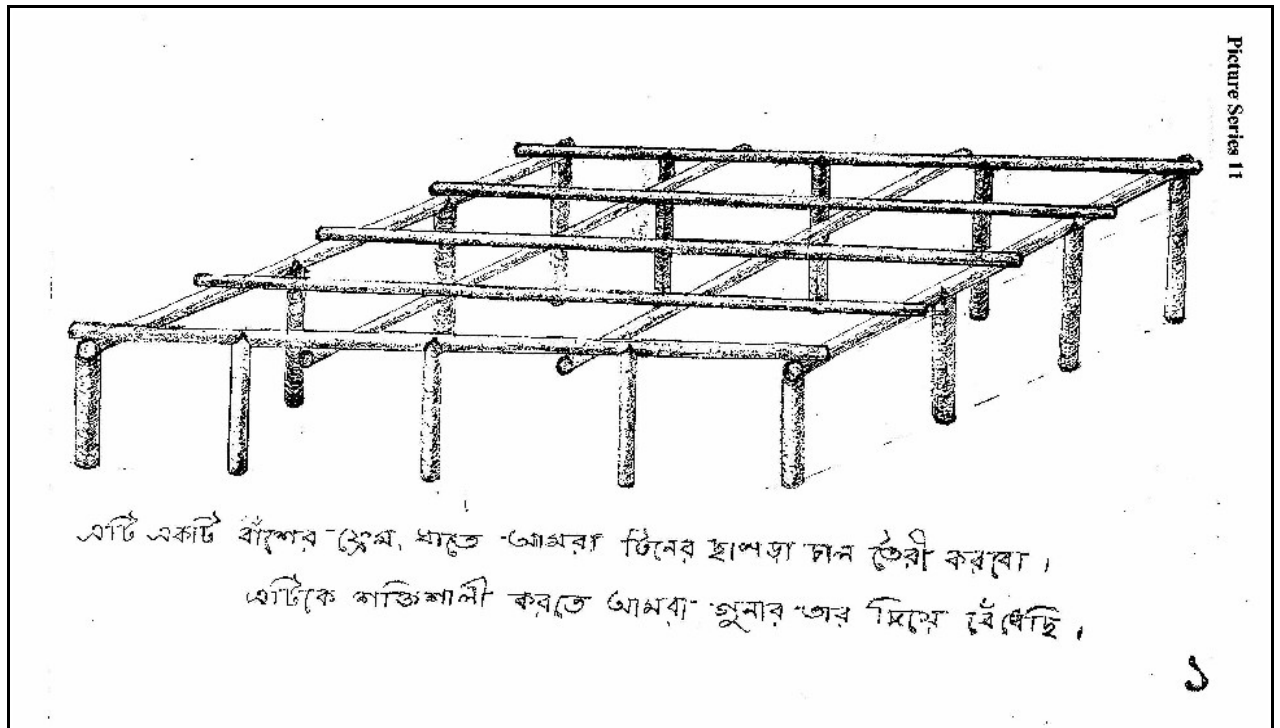 Picture Series 11
এটি একটি বাঁশের ফ্রেম, যাতে আমরা টিনের ছাপড়া চাল তৈরী করবো।
এটিকে শক্তিশালী করতে আমরা গুনার তার দিয়ে বেঁধেছি।
১